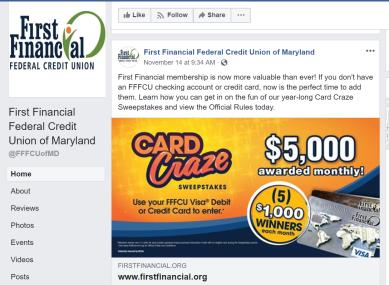 First
Financial
FEDERAL CREDIT UNION
First Financial
Federal Credit
Union of Maryland
@FFFCUofMD
Home
About
Reviews
Photos
Events
Videos
Posts
Like
Follow
Share
First Financial Federal Credit Union of Maryland
November 14 at 9:34 AM
First Financial membership is now more valuable than ever! If you don't have
an FFFCU checking account or credit card, now is the perfect time to add
them. Learn how you can get in on the fun of our year-long Card Craze
Sweepstakes and view the Official Rules today.
CARD
Craze
SWEEPSTAKES
Use your FFFCU Visa® Debit
or Credit Card to enter.*
$5,000
awarded monthly!
(5)
$1,000
WINNERS
each month
VISA
FIRSTFINANCIAL.ORG
www.firstfinancial.org